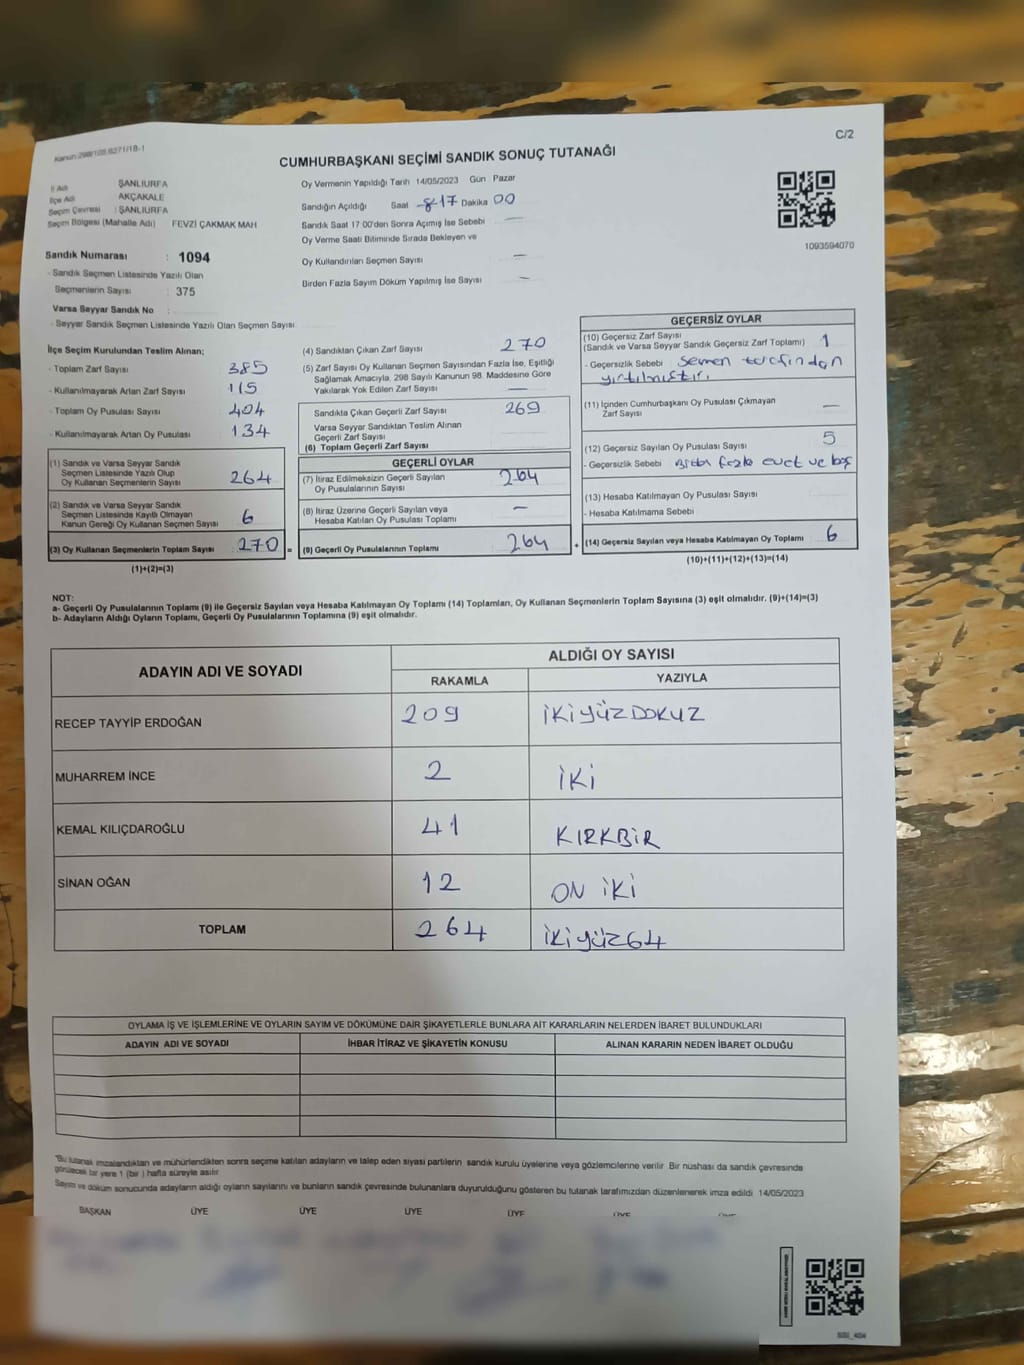 C/2
Kanun 298/105,6271/18-1
CUMHURBAŞKANI SEÇİMİ SANDIK SONUÇ TUTANAĞI
İl Adı ŞANLIURFA
İlçe Adı AKÇAKALE
Seçim Çevresi : ŞANLIURFA
Seçim Bölgesi (Mahalle Adı) FEVZİ ÇAKMAK MAH
Sandık Numarası : 1094
- Sandık Seçmen Listesinde Yazılı Olan
Seçmenlerin Sayısı : 375
Varsa Seyyar Sandık No :
- Seyyar Sandık Seçmen Listesinde Yazılı Olan Seçmen Sayısı
Oy Vermenin Yapıldığı Tarih 14/05/2023 Gün Pazar
Sandığın Açıldığı Saat 17 Dakika 00
Sandık Saat 17 00'den Sonra Açımış İse Sebebi —
Oy Verme Saati Bitiminde Sırada Bekleyen ve
Oy Kullandırılan Seçmen Sayısı —
Birden Fazla Sayım Döküm Yapılmış İse Sayısı —
1093594070
İlçe Seçim Kurulundan Teslim Alınan;
- Toplam Zarf Sayısı 385
- Kullanılmayarak Artan Zarf Sayısı 115
- Toplam Oy Pusulası Sayısı 404
- Kullanılmayarak Artan Oy Pusulası 134
(1) Sandık ve Varsa Seyyar Sandık
Seçmen Listesinde Yazılı Olup
Oy Kullanan Seçmenlerin Sayısı 264
(2) Sandık ve Varsa Seyyar Sandık
Seçmen Listesinde Kayıtlı Olmayan
Kanun Gereği Oy Kullanan Seçmen Sayısı 6
(3) Oy Kullanan Seçmenlerin Toplam Sayısı 270 =
(1)+(2)=(3)
(4) Sandıktan Çıkan Zarf Sayısı 270
(5) Zarf Sayısı Oy Kullanan Seçmen Sayısından Fazla İse, Eşitliği
Sağlamak Amacıyla, 298 Sayılı Kanunun 98. Maddesine Göre
Yakılarak Yok Edilen Zarf Sayısı —
Sandıkta Çıkan Geçerli Zarf Sayısı 269
Varsa Seyyar Sandıktan Teslim Alınan
Geçerli Zarf Sayısı
(6) Toplam Geçerli Zarf Sayısı
GEÇERLİ OYLAR
(7) İtiraz Edilmeksizin Geçerli Sayılan
Oy Pusulalarının Sayısı 264
(8) İtiraz Üzerine Geçerli Sayılan veya
Hesaba Katılan Oy Pusulası Toplamı —
(9) Geçerli Oy Pusulalarının Toplamı 264 +
GEÇERSİZ OYLAR
(10) Geçersiz Zarf Sayısı
(Sandık ve Varsa Seyyar Sandık Geçersiz Zarf Toplamı) 1
- Geçersizlik Sebebi Semen tarafından
yırtılmıştır.
(11) İçinden Cumhurbaşkanı Oy Pusulası Çıkmayan
Zarf Sayısı —
(12) Geçersiz Sayılan Oy Pusulası Sayısı 5
- Geçersizlik Sebebi fazla evet ve boş
(13) Hesaba Katılmayan Oy Pusulası Sayısı
- Hesaba Katılmama Sebebi
(14) Geçersiz Sayılan veya Hesaba Katılmayan Oy Toplamı 6
(10)+(11)+(12)+(13)=(14)
NOT:
a- Geçerli Oy Pusulalarının Toplamı (9) ile Geçersiz Sayılan veya Hesaba Katılmayan Oy Toplamı (14) Toplamları, Oy Kullanan Seçmenlerin Toplam Sayısına (3) eşit olmalıdır. (9)+(14)=(3)
b- Adayların Aldığı Oyların Toplamı, Geçerli Oy Pusulalarının Toplamına (9) eşit olmalıdır.
ADAYIN ADI VE SOYADI ALDIĞI OY SAYISI
RAKAMLA YAZIYLA
RECEP TAYYİP ERDOĞAN 209 İKİYÜZDOKUZ
MUHARREM İNCE 2 İKİ
KEMAL KILIÇDAROĞLU 41 KIRKBİR
SİNAN OĞAN 12 ON İKİ
TOPLAM 264 İKİYÜZ64
OYLAMA İŞ VE İŞLEMLERİNE VE OYLARIN SAYIM VE DÖKÜMÜNE DAİR ŞİKAYETLERLE BUNLARA AİT KARARLARIN NELERDEN İBARET BULUNDUKLARI
ADAYIN ADI VE SOYADI İHBAR İTİRAZ VE ŞİKAYETİN KONUSU ALINAN KARARIN NEDEN İBARET OLDUĞU
"Bu tutanak imzalandıktan ve mühürlendikten sonra seçime katılan adayların ve talep eden siyasi partilerin sandık kurulu üyelerine veya gözlemcilerine verilir Bir nüshası da sandık çevresinde
görülecek bir yere 1 (bir ) hafta süreyle asılır
Sayım ve döküm sonucunda adayların aldığı oyların sayılarını ve bunların sandık çevresinde bulunanlara duyurulduğunu gösteren bu tutanak tarafımızdan düzenlenerek imza edildi 14/05/2023
BAŞKAN ÜYE ÜYE ÜYE ÜYE ÜYE